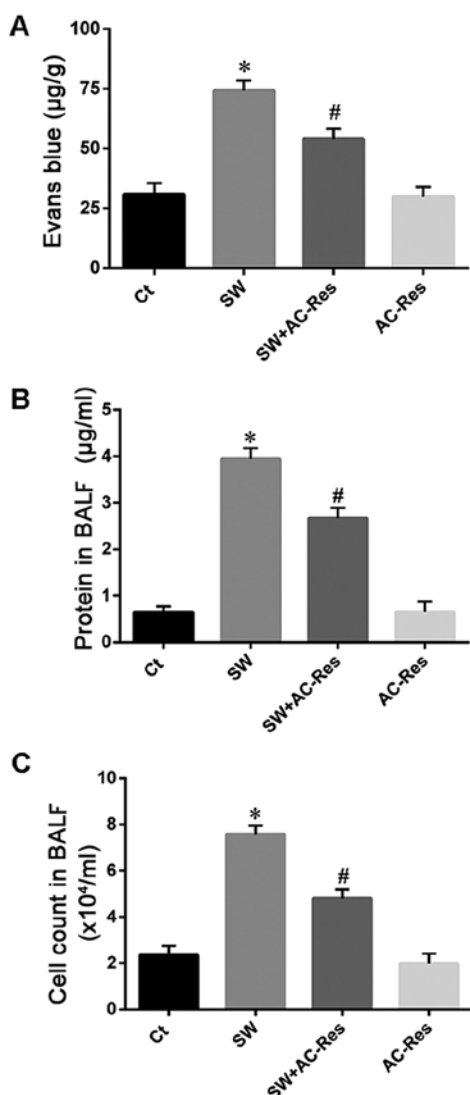 A
Evans blue (µg/g)
100
75
50
25
0
*
#
Ct
SW
SW+AC-Res
AC-Res
B
Protein in BALF (µg/ml)
5
4
3
2
1
0
*
#
Ct
SW
SW+AC-Res
AC-Res
C
Cell count in BALF
(x10⁴/ml)
10
8
6
4
2
0
*
#
Ct
SW
SW+AC-Res
AC-Res